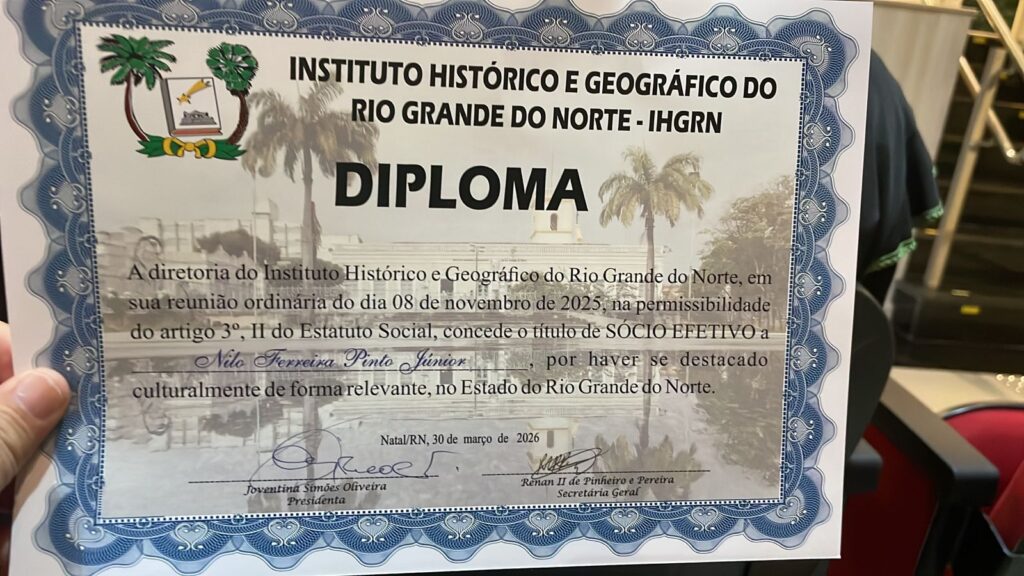 INSTITUTO HISTÓRICO E GEOGRÁFICO DO
RIO GRANDE DO NORTE - IHGRN
DIPLOMA
A diretoria do Instituto Histórico e Geográfico do Rio Grande do Norte, em
sua reunião ordinária do dia 08 de novembro de 2025, na permissibilidade
do artigo 3º, II do Estatuto Social, concede o título de SÓCIO EFETIVO a
Nilo Ferreira Pinto Júnior, por haver se destacado
culturalmente de forma relevante, no Estado do Rio Grande do Norte.
Natal/RN, 30 de março de 2026
Joventina Simões Oliveira
Presidenta
Renan II de Pinheiro e Pereira
Secretária Geral